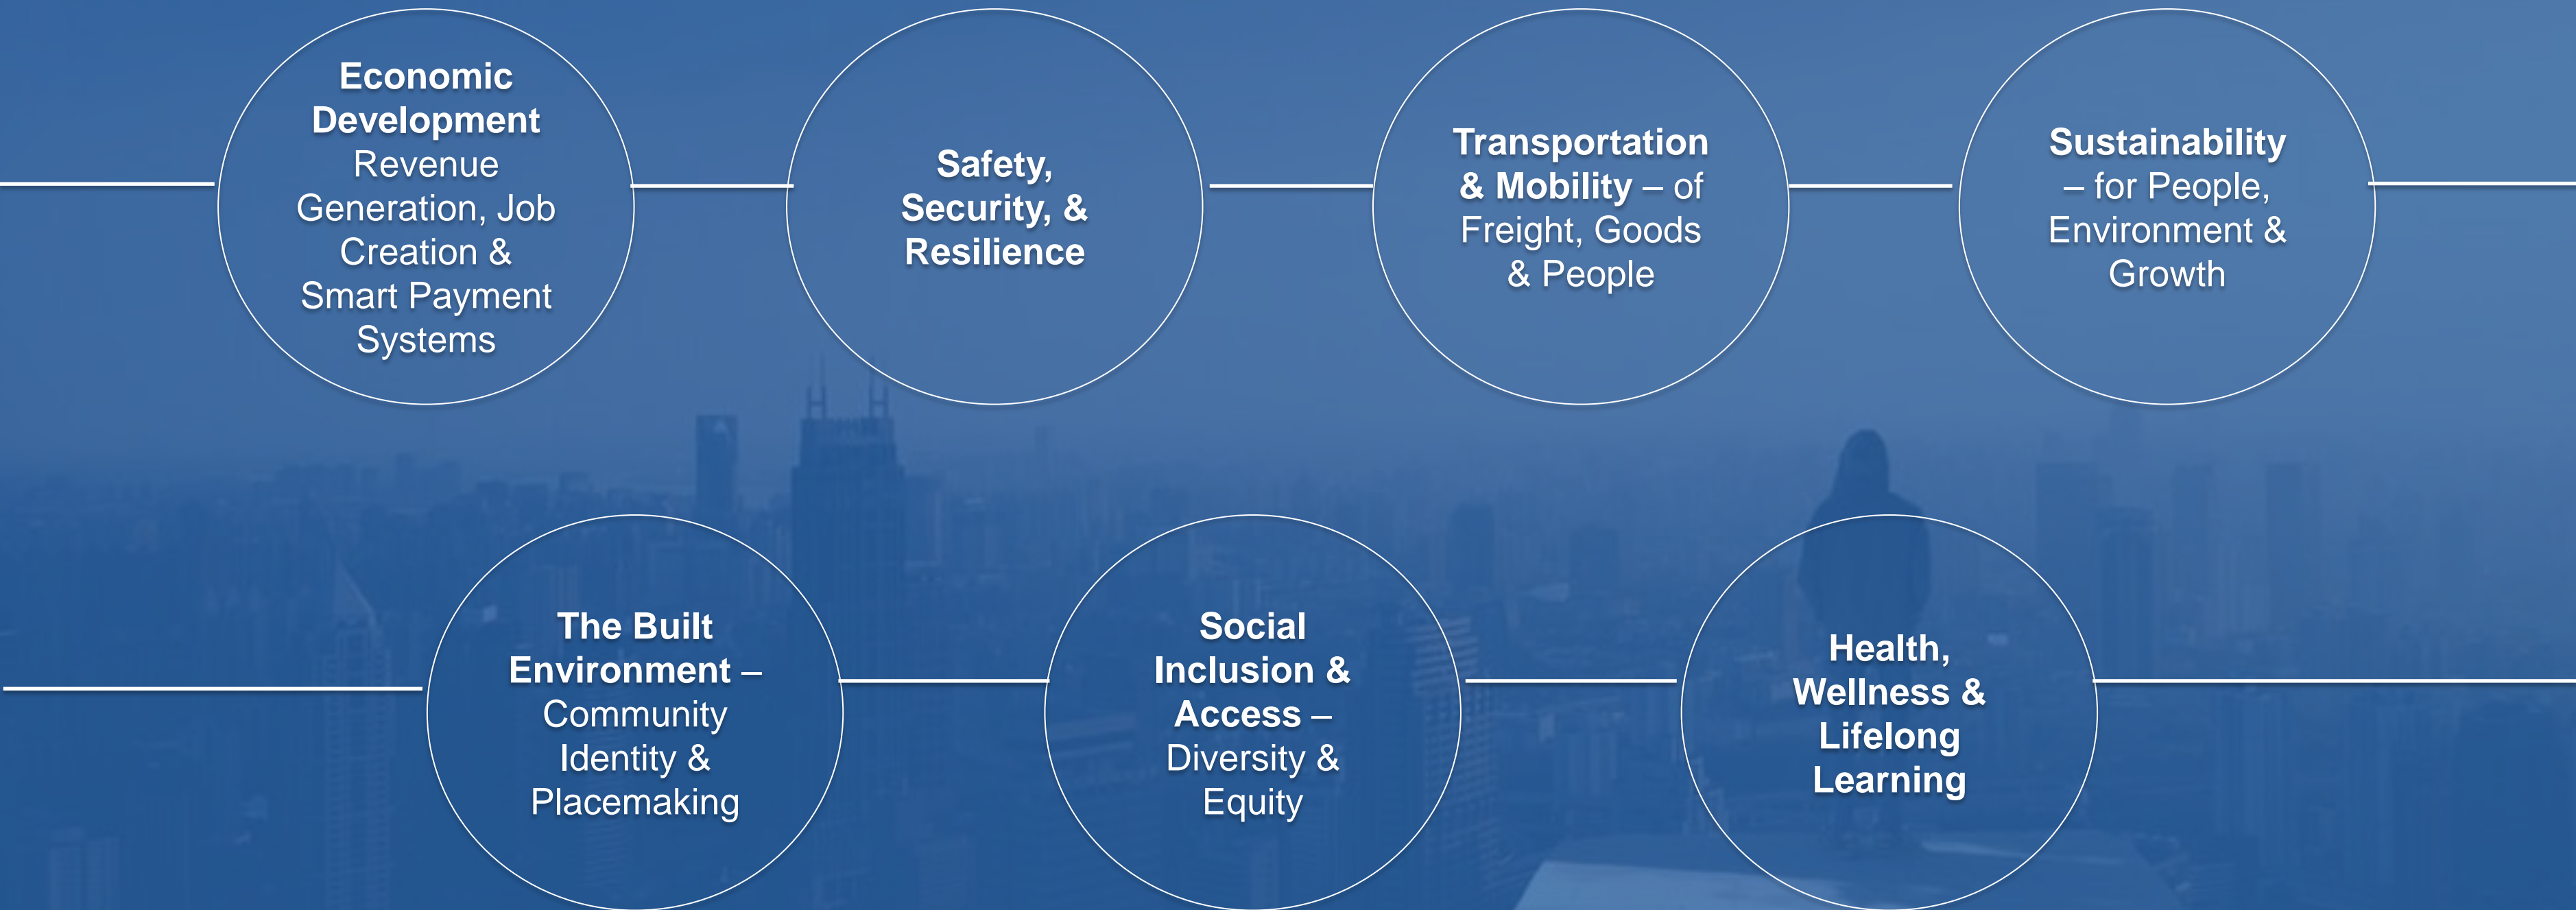 Economic
Development
Revenue
Generation, Job
Creation &
Smart Payment
Systems
Safety,
Security, &
Resilience
Transportation
& Mobility – of
Freight, Goods
& People
Sustainability
– for People,
Environment &
Growth
The Built
Environment –
Community
Identity &
Placemaking
Social
Inclusion &
Access –
Diversity &
Equity
Health,
Wellness &
Lifelong
Learning